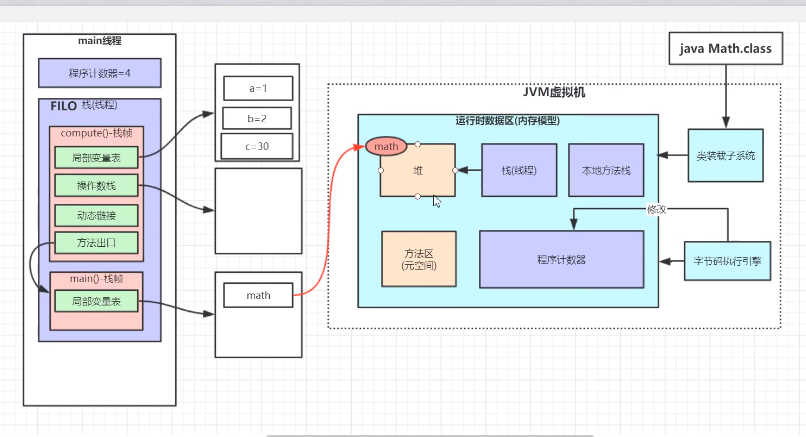 main线程
程序计数器=4
FILO 栈(线程)
compute()-栈帧
局部变量表
操作数栈
动态链接
方法出口
main()-栈帧
局部变量表
a=1
b=2
c=30
math
java Math.class
JVM虚拟机
运行时数据区(内存模型)
math
堆
栈(线程)
本地方法栈
类装载子系统
修改
方法区
(元空间)
程序计数器
字节码执行引擎